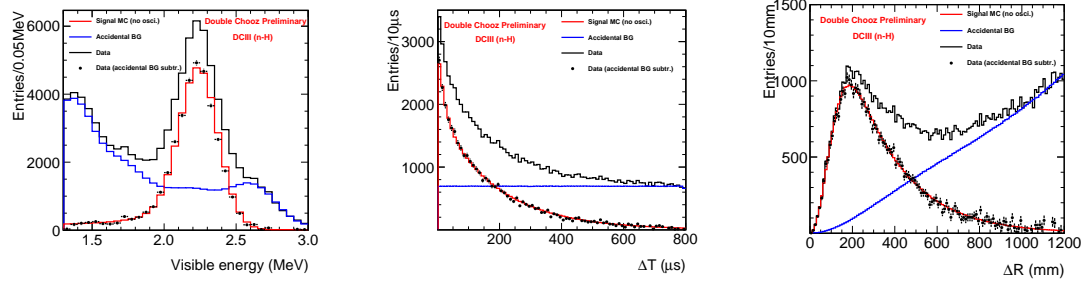 Entries/0.05MeV
6000
4000
2000
0
1.5
2.0
2.5
3.0
Visible energy (MeV)
Double Chooz Preliminary
DCIII (n-H)
Signal MC (no osci.)
Accidental BG
Data
Data (accidental BG subtr.)
Entries/10μs
3000
2000
1000
0
200
400
600
800
ΔT (μs)
Double Chooz Preliminary
DCIII (n-H)
Signal MC (no osci.)
Accidental BG
Data
Data (accidental BG subtr.)
Entries/10mm
1500
1000
500
0
0
200
400
600
800
1000
1200
ΔR (mm)
Double Chooz Preliminary
DCIII (n-H)
Signal MC (no osci.)
Accidental BG
Data
Data (accidental BG subtr.)